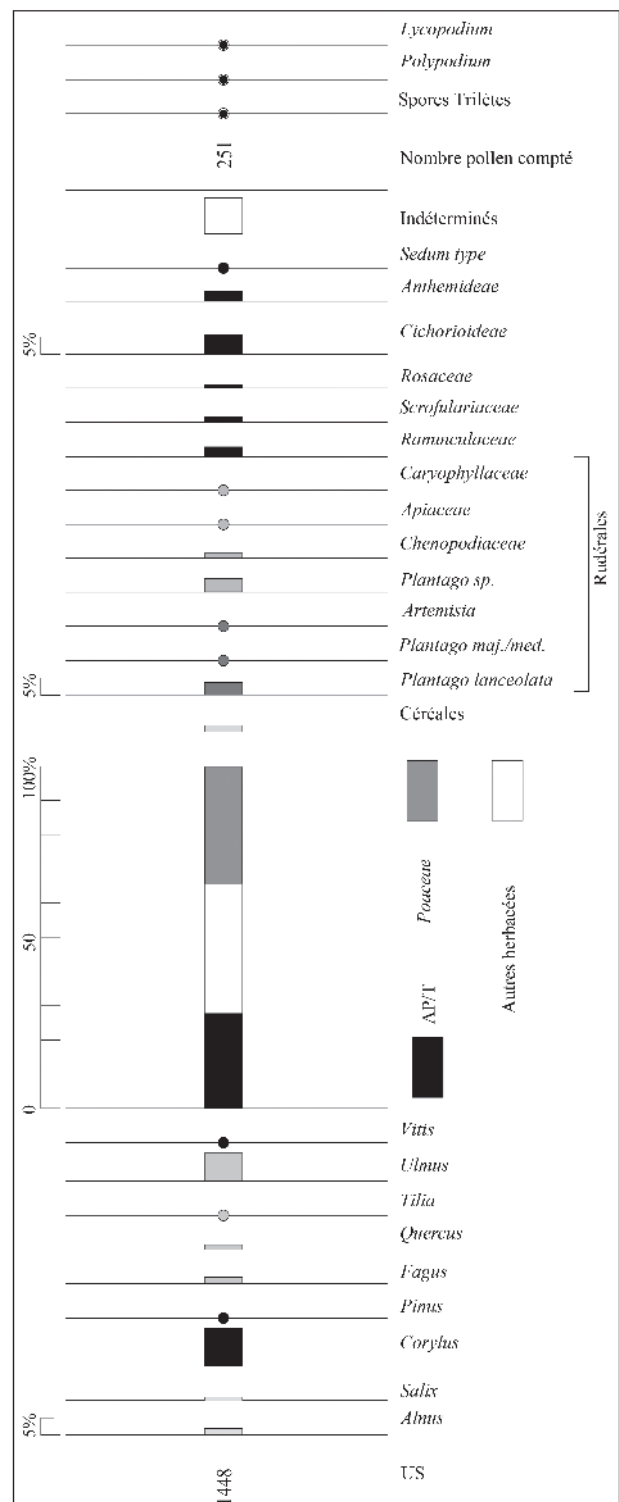 Lycopodium
Polypodium
Spores Trilètes
251
Nombre pollen compté
Indéterminés
Sedum type
Anthemideae
5%
Cichorioideae
Rosaceae
Scrofulariaceae
Ranunculaceae
Caryophyllaceae
Apiaceae
Chenopodiaceae
Plantago sp.
Rudérales
Artemisia
Plantago maj./med.
5%
Plantago lanceolata
Céréales
100%
50
0
Poaceae
Autres herbacées
AP/T
Vitis
Ulmus
Tilia
Quercus
Fagus
Pinus
Corylus
Salix
5%
Alnus
1448
US